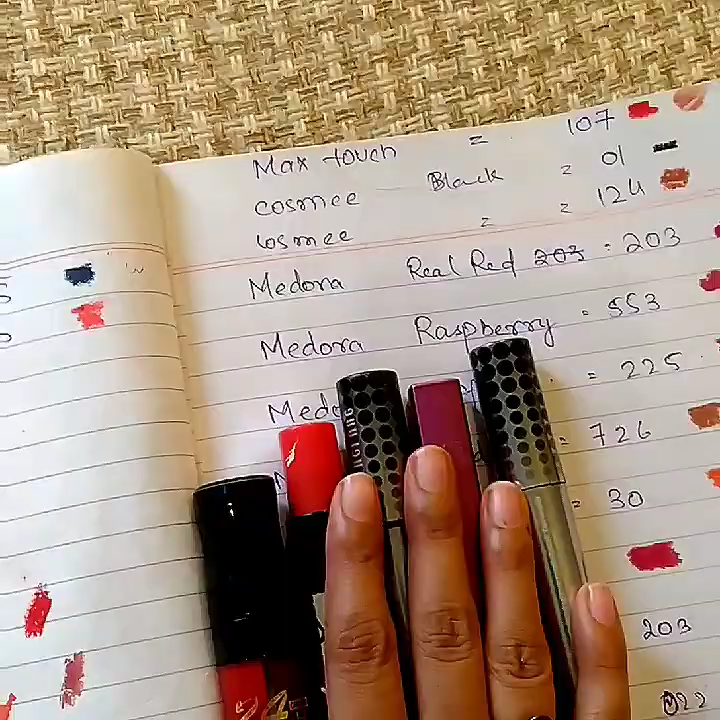 Max touch = 107
cosmee Black = 01
cosmee = = 124
Medora Real Red 203 = 203
Medora Raspberry = 553
= 225
= 726
= 30
203